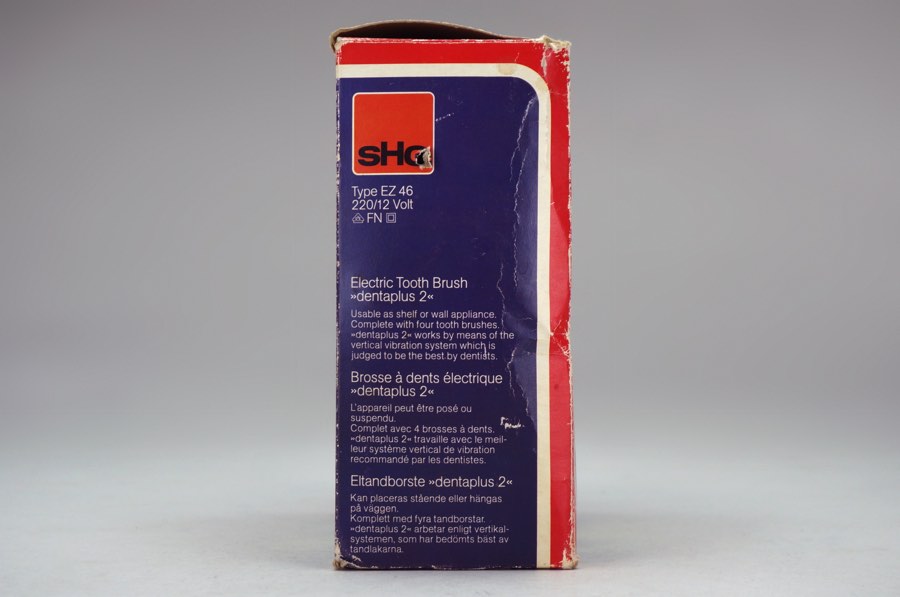 sHG
Type EZ 46
220/12 Volt
FN
Electric Tooth Brush
»dentaplus 2«
Usable as shelf or wall appliance.
Complete with four tooth brushes.
»dentaplus 2« works by means of the
vertical vibration system which is
judged to be the best by dentists.
Brosse à dents électrique
»dentaplus 2«
L'appareil peut être posé ou
suspendu.
Complet avec 4 brosses à dents.
»dentaplus 2« travaille avec le meil-
leur système vertical de vibration
recommandé par les dentistes.
Eltandborste »dentaplus 2«
Kan placeras stående eller hängas
på väggen.
Komplett med fyra tandborstar.
»dentaplus 2« arbetar enligt vertikal-
systemen, som har bedömts bäst av
tandlakarna.